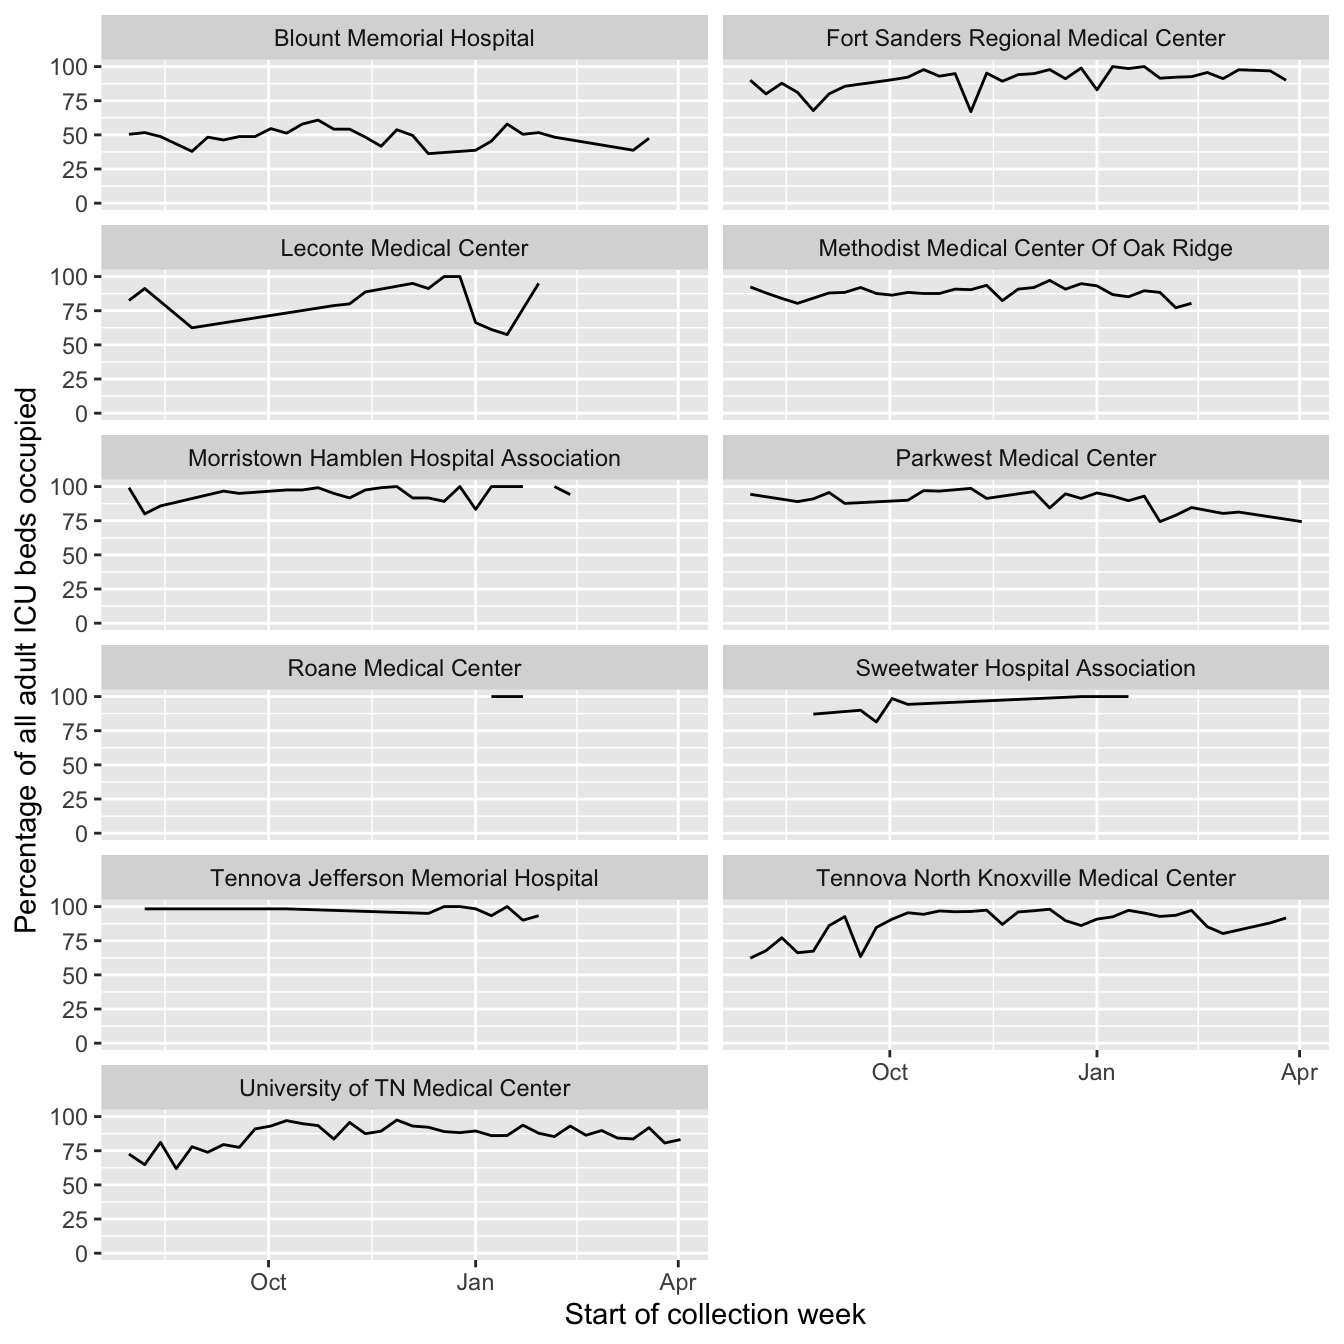 Blount Memorial Hospital
Fort Sanders Regional Medical Center
100
75
50
25
0
Leconte Medical Center
Methodist Medical Center Of Oak Ridge
100
75
50
25
0
Morristown Hamblen Hospital Association
Parkwest Medical Center
100
75
50
25
0
Percentage of all adult ICU beds occupied
Roane Medical Center
Sweetwater Hospital Association
100
75
50
25
0
Tennova Jefferson Memorial Hospital
Tennova North Knoxville Medical Center
100
75
50
25
0
Oct Jan Apr
University of TN Medical Center
100
75
50
25
0
Oct Jan Apr
Start of collection week